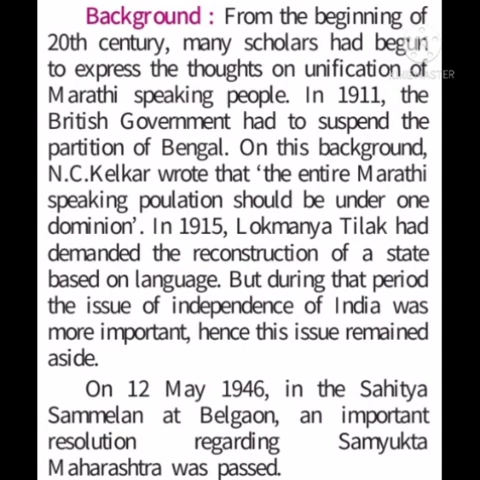 Background : From the beginning of
20th century, many scholars had begun
to express the thoughts on unification of
Marathi speaking people. In 1911, the
British Government had to suspend the
partition of Bengal. On this background,
N.C.Kelkar wrote that ‘the entire Marathi
speaking poulation should be under one
dominion’. In 1915, Lokmanya Tilak had
demanded the reconstruction of a state
based on language. But during that period
the issue of independence of India was
more important, hence this issue remained
aside.
On 12 May 1946, in the Sahitya
Sammelan at Belgaon, an important
resolution regarding Samyukta
Maharashtra was passed.